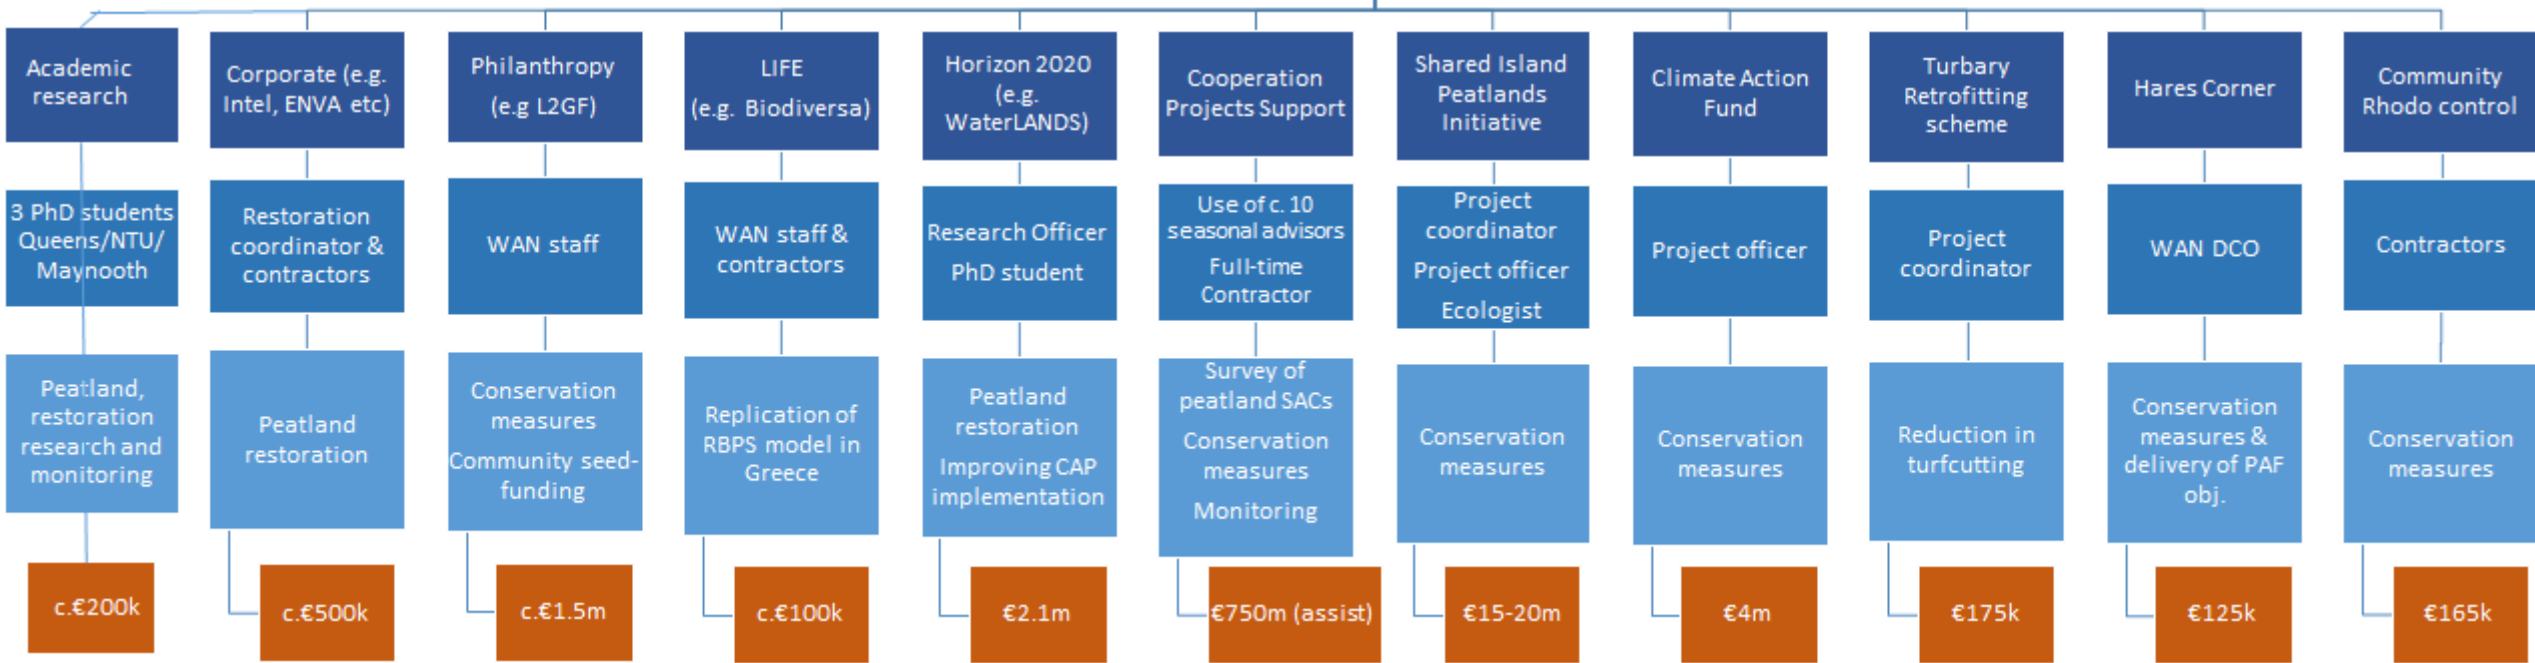 Academic
research
3 PhD students
Queens/NTU/
Maynooth
Peatland,
restoration
research and
monitoring
c.€200k
Corporate (e.g.
Intel, ENVA etc)
Restoration
coordinator &
contractors
Peatland
restoration
c.€500k
Philanthropy
(e.g L2GF)
WAN staff
Conservation
measures
Community seed-
funding
c.€1.5m
LIFE
(e.g. Biodiversa)
WAN staff &
contractors
Replication of
RBPS model in
Greece
c.€100k
Horizon 2020
(e.g.
WaterLANDS)
Research Officer
PhD student
Peatland
restoration
Improving CAP
implementation
€2.1m
Cooperation
Projects Support
Use of c. 10
seasonal advisors
Full-time
Contractor
Survey of
peatland SACs
Conservation
measures
Monitoring
€750m (assist)
Shared Island
Peatlands
Initiative
Project
coordinator
Project officer
Ecologist
Conservation
measures
€15-20m
Climate Action
Fund
Project officer
Conservation
measures
€4m
Turbary
Retrofitting
scheme
Project
coordinator
Reduction in
turfcutting
€175k
Hares Corner
WAN DCO
Conservation
measures &
delivery of PAF
obj.
€125k
Community
Rhodo control
Contractors
Conservation
measures
€165k